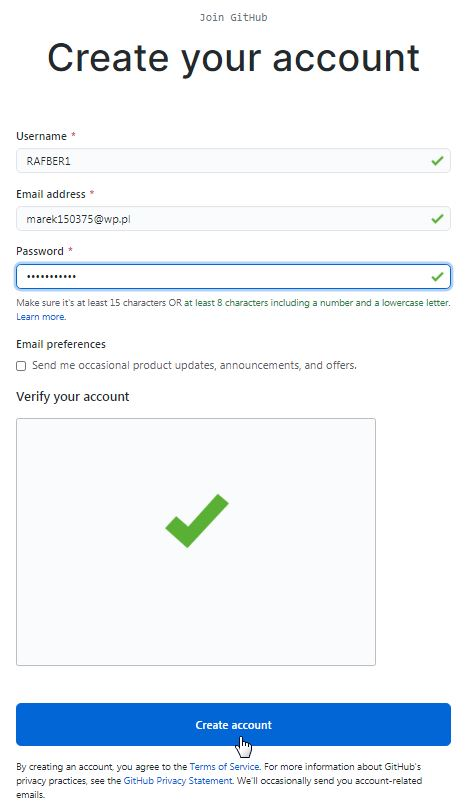 Join GitHub
Create your account
Username *
RAFBER1
Email address *
marek150375@wp.pl
Password *
•••••••••••
Make sure it's at least 15 characters OR at least 8 characters including a number and a lowercase letter.
Learn more.
Email preferences
Send me occasional product updates, announcements, and offers.
Verify your account
Create account
By creating an account, you agree to the Terms of Service. For more information about GitHub's
privacy practices, see the GitHub Privacy Statement. We'll occasionally send you account-related
emails.